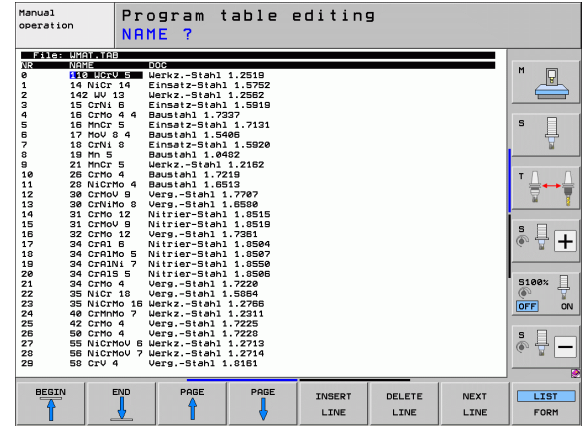 Manual operation
Program table editing
NAME ?
File: WMAT.TAB
NR NAME DOC
0 110 WCrV 5 Werkz.-Stahl 1.2519
1 14 NiCr 14 Einsatz-Stahl 1.5752
2 142 WV 13 Werkz.-Stahl 1.2562
3 15 CrNi 6 Einsatz-Stahl 1.5919
4 16 CrMo 4 4 Baustahl 1.7337
5 16 MnCr 5 Einsatz-Stahl 1.7131
6 17 MoV 8 4 Baustahl 1.5406
7 18 CrNi 8 Einsatz-Stahl 1.5920
8 19 Mn 5 Baustahl 1.0482
9 21 MnCr 5 Werkz.-Stahl 1.2162
10 26 CrMo 4 Baustahl 1.7219
11 28 NiCrMo 4 Baustahl 1.6513
12 30 CrMoV 9 Verg.-Stahl 1.7707
13 30 CrNiMo 8 Verg.-Stahl 1.6580
14 31 CrMo 12 Nitrier-Stahl 1.8515
15 31 CrMoV 9 Nitrier-Stahl 1.8519
16 32 CrMo 12 Verg.-Stahl 1.7361
17 34 CrAl 6 Nitrier-Stahl 1.8504
18 34 CrAlMo 5 Nitrier-Stahl 1.8507
19 34 CrAlNi 7 Nitrier-Stahl 1.8550
20 34 CrAlS 5 Nitrier-Stahl 1.8506
21 34 CrMo 4 Verg.-Stahl 1.7220
22 35 NiCr 18 Verg.-Stahl 1.5864
23 35 NiCrMo 16 Werkz.-Stahl 1.2766
24 40 CrMnMo 7 Werkz.-Stahl 1.2311
25 42 CrMo 4 Verg.-Stahl 1.7225
26 50 CrMo 4 Verg.-Stahl 1.7228
27 55 NiCrMoV 6 Werkz.-Stahl 1.2713
28 56 NiCrMoV 7 Werkz.-Stahl 1.2714
29 58 CrV 4 Verg.-Stahl 1.8161
M
S
T
S
S100%
OFF ON
S
BEGIN END PAGE PAGE INSERT LINE DELETE LINE NEXT LINE LIST FORM